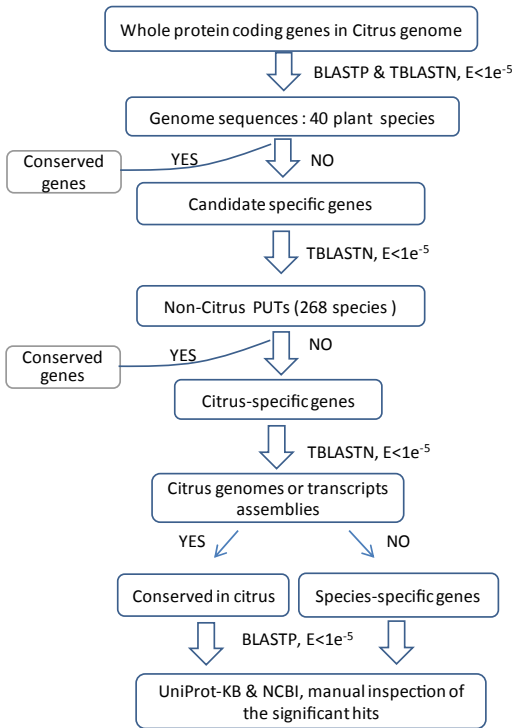 Whole protein coding genes in Citrus genome
BLASTP & TBLASTN, E<1e-5
Genome sequences : 40 plant species
Conserved
genes
YES
NO
Candidate specific genes
TBLASTN, E<1e-5
Non-Citrus PUTs (268 species )
Conserved
genes
YES
NO
Citrus-specific genes
TBLASTN, E<1e-5
Citrus genomes or transcripts
assemblies
YES
NO
Conserved in citrus
Species-specific genes
BLASTP, E<1e-5
UniProt-KB & NCBI, manual inspection of
the significant hits